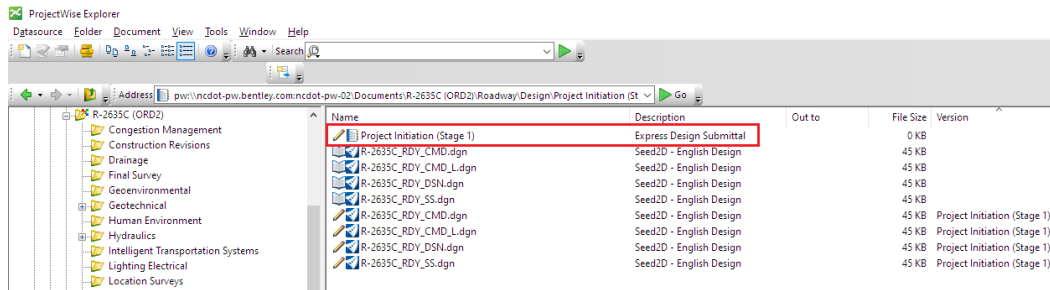 ProjectWise Explorer
Datasource Folder Document View Tools Window Help
Search
Address pw:\\ncdot-pw.bentley.com:ncdot-pw-02\Documents\R-2635C (ORD2)\Roadway\Design\Project Initiation (St Go
R-2635C (ORD2)
Congestion Management
Construction Revisions
Drainage
Final Survey
Geoenvironmental
Geotechnical
Human Environment
Hydraulics
Intelligent Transportation Systems
Lighting Electrical
Location Surveys
Name Description Out to File Size Version
Project Initiation (Stage 1) Express Design Submittal 0 KB
R-2635C_RDY_CMD.dgn Seed2D - English Design 45 KB
R-2635C_RDY_CMD_L.dgn Seed2D - English Design 45 KB
R-2635C_RDY_DSN.dgn Seed2D - English Design 45 KB
R-2635C_RDY_SS.dgn Seed2D - English Design 45 KB
R-2635C_RDY_CMD.dgn Seed2D - English Design 45 KB Project Initiation (Stage 1)
R-2635C_RDY_CMD_L.dgn Seed2D - English Design 45 KB Project Initiation (Stage 1)
R-2635C_RDY_DSN.dgn Seed2D - English Design 45 KB Project Initiation (Stage 1)
R-2635C_RDY_SS.dgn Seed2D - English Design 45 KB Project Initiation (Stage 1)